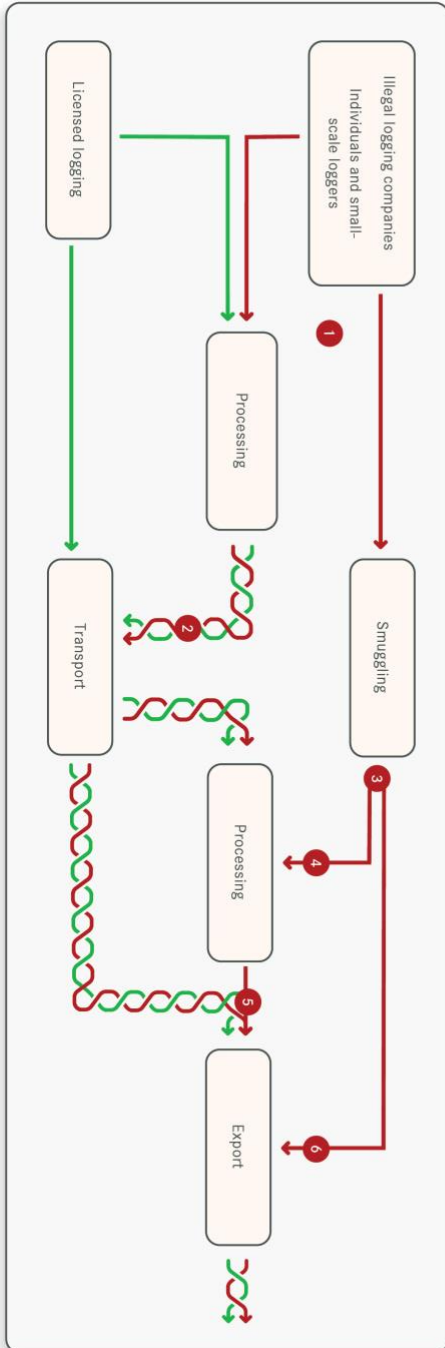 Illegal logging companies
Individuals and small-
scale loggers
Licensed logging
1
Processing
2
Smuggling
Transport
3
4
Processing
5
6
Export